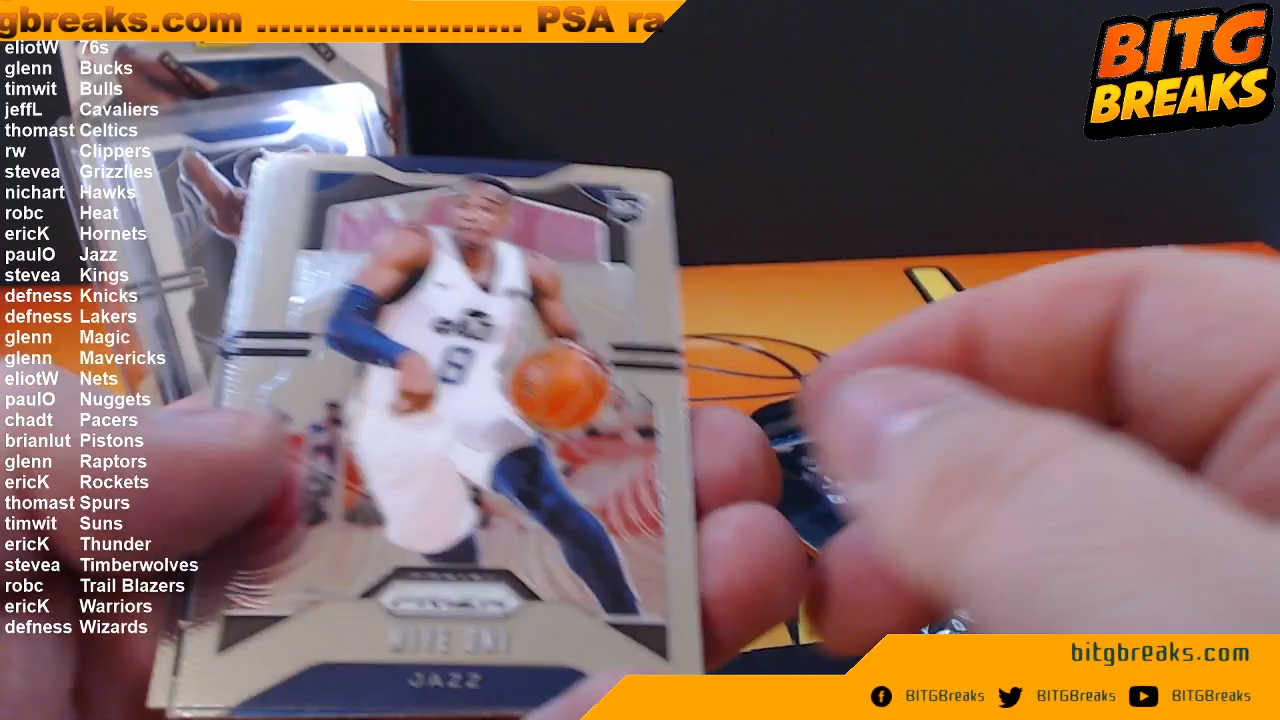 gbreaks.com ........................ PSA ra
BITG
BREAKS
eliotW 76s
glenn Bucks
timwit Bulls
jeffL Cavaliers
thomast Celtics
rw Clippers
stevea Grizzlies
nichart Hawks
robc Heat
ericK Hornets
paulO Jazz
stevea Kings
defness Knicks
defness Lakers
glenn Magic
glenn Mavericks
eliotW Nets
paulO Nuggets
chadt Pacers
brianlut Pistons
glenn Raptors
ericK Rockets
thomast Spurs
timwit Suns
ericK Thunder
stevea Timberwolves
robc Trail Blazers
ericK Warriors
defness Wizards
RC
8
PRIZM
JAZZ
bitgbreaks.com
BITGBreaks BITGBreaks BITGBreaks